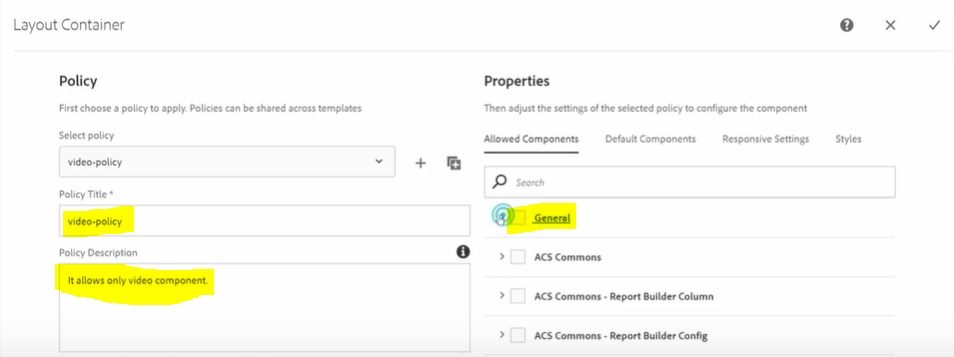 Layout Container
Policy
First choose a policy to apply. Policies can be shared across templates
Select policy
video-policy
Policy Title *
video-policy
Policy Description
It allows only video component.
Properties
Then adjust the settings of the selected policy to configure the component
Allowed Components Default Components Responsive Settings Styles
Search
General
ACS Commons
ACS Commons - Report Builder Column
ACS Commons - Report Builder Config